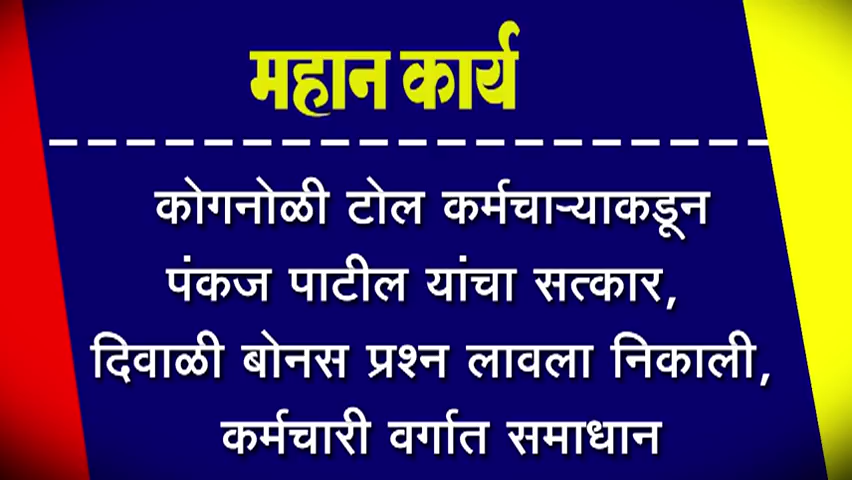 महान कार्य
कोगनोळी टोल कर्मचाऱ्याकडून
पंकज पाटील यांचा सत्कार,
दिवाळी बोनस प्रश्न लावला निकाली,
कर्मचारी वर्गात समाधान